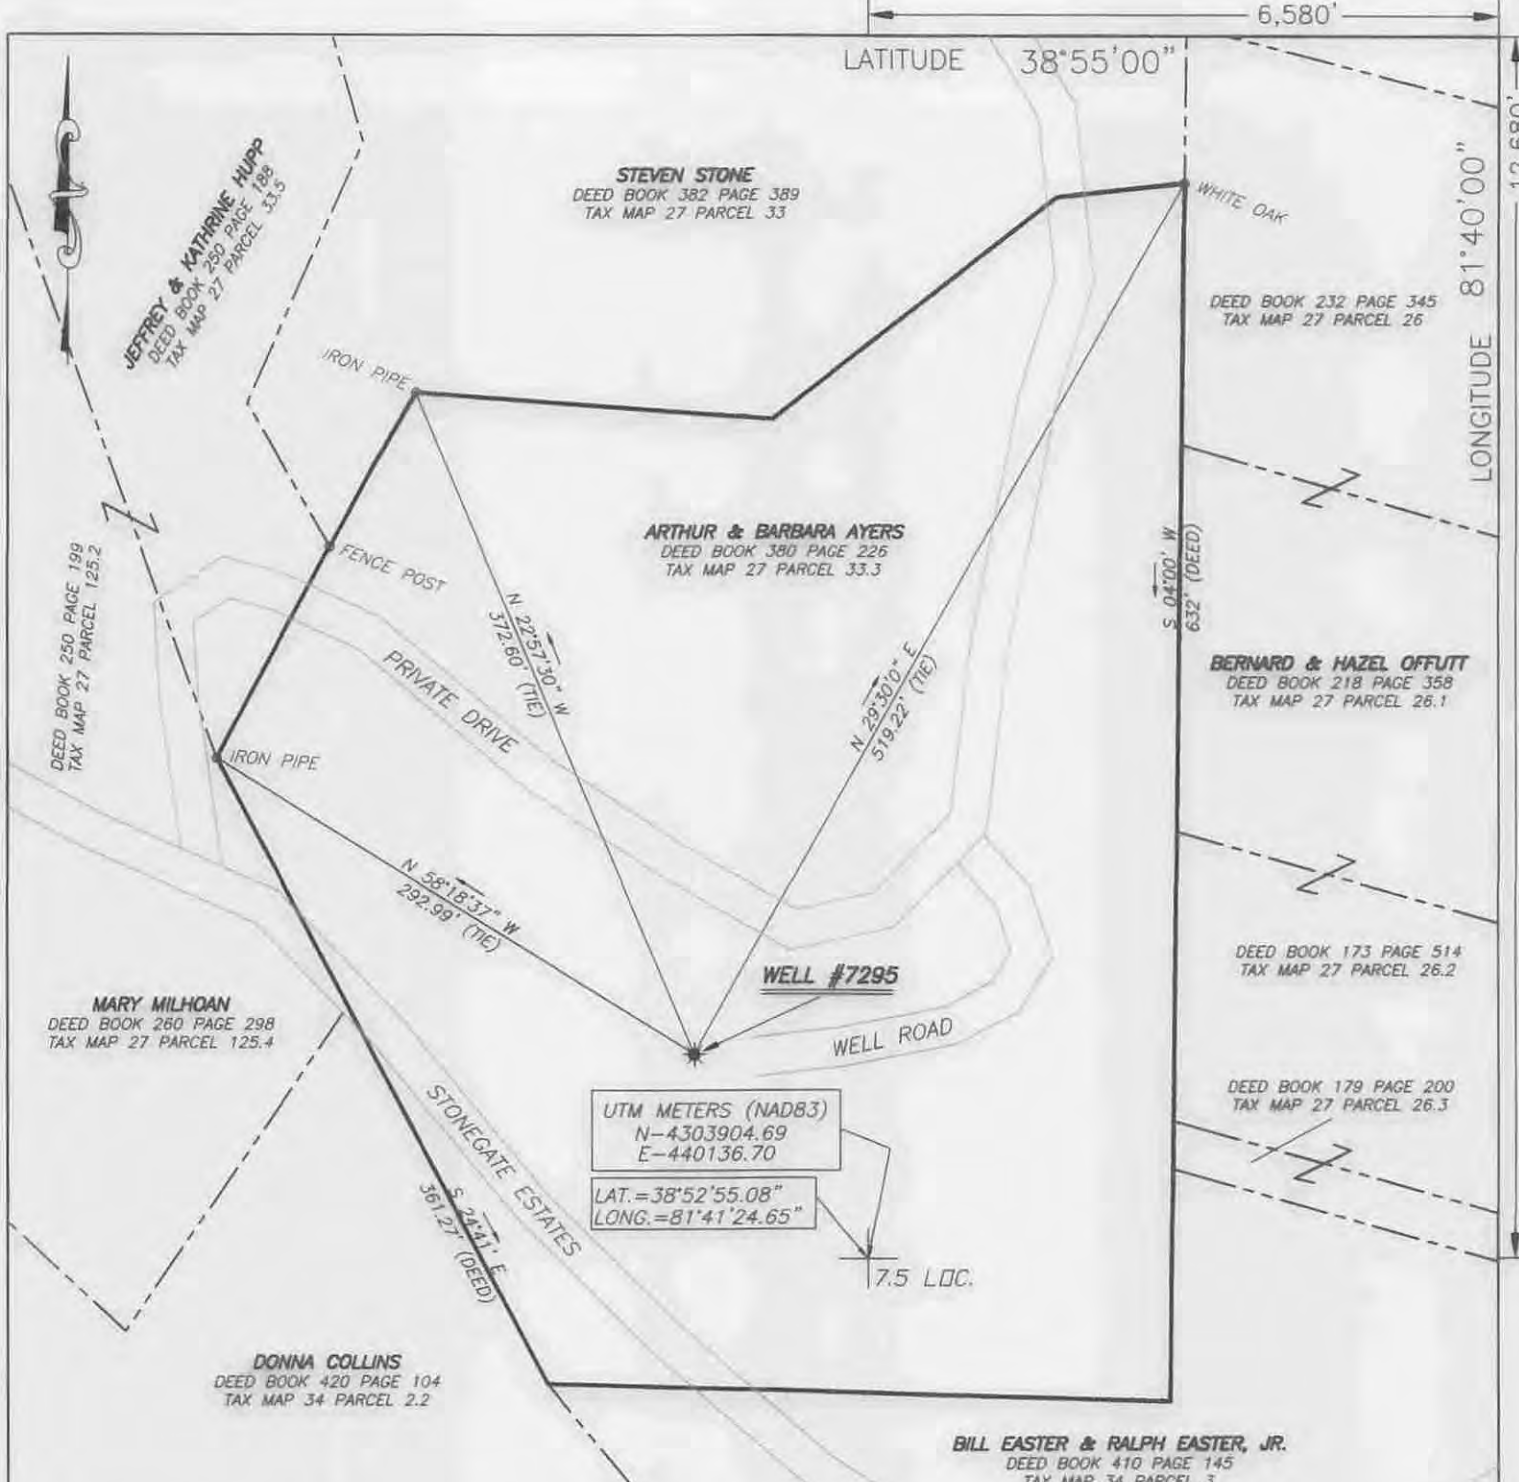 6,580'
LATITUDE 38°55'00"
12,680'
LONGITUDE 81°40'00"
JEFFREY & KATHRINE HUPP
DEED BOOK 250 PAGE 188
TAX MAP 27 PARCEL 33.5
STEVEN STONE
DEED BOOK 382 PAGE 389
TAX MAP 27 PARCEL 33
WHITE OAK
DEED BOOK 232 PAGE 345
TAX MAP 27 PARCEL 26
IRON PIPE
FENCE POST
ARTHUR & BARBARA AYERS
DEED BOOK 380 PAGE 226
TAX MAP 27 PARCEL 33.3
S 04°00' W
632' (DEED)
DEED BOOK 250 PAGE 199
TAX MAP 27 PARCEL 125.2
N 22°57'30" W
372.60' (TIE)
N 29°30'0" E
519.22' (TIE)
BERNARD & HAZEL OFFUTT
DEED BOOK 218 PAGE 358
TAX MAP 27 PARCEL 26.1
PRIVATE DRIVE
IRON PIPE
N 58°18'37" W
292.99' (TIE)
DEED BOOK 173 PAGE 514
TAX MAP 27 PARCEL 26.2
WELL #7295
MARY MILHOAN
DEED BOOK 260 PAGE 298
TAX MAP 27 PARCEL 125.4
WELL ROAD
DEED BOOK 179 PAGE 200
TAX MAP 27 PARCEL 26.3
UTM METERS (NAD83)
N-4303904.69
E-440136.70
LAT.=38°52'55.08"
LONG.=81°41'24.65"
STONEGATE ESTATES
S 24°41' E
361.27' (DEED)
7.5 LOC.
DONNA COLLINS
DEED BOOK 420 PAGE 104
TAX MAP 34 PARCEL 2.2
BILL EASTER & RALPH EASTER, JR.
DEED BOOK 410 PAGE 145
TAX MAP 34 PARCEL 3